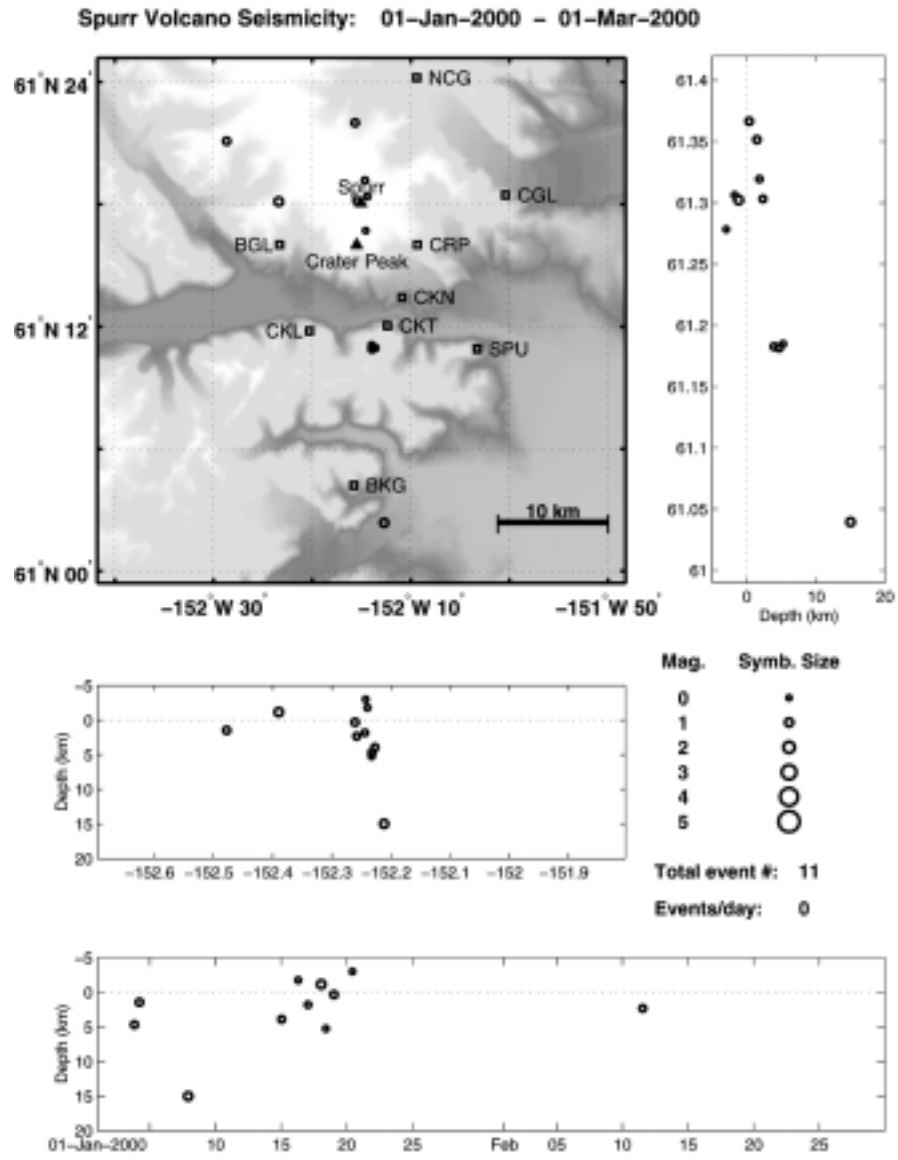 Spurr Volcano Seismicity: 01−Jan−2000 − 01−Mar−2000
61°N 24'
61°N 12'
61°N 00'
NCG
Spurr
CGL
BGL
CRP
Crater Peak
CKN
CKL
CKT
SPU
BKG
10 km
−152°W 30'
−152°W 10'
−151°W 50'
61.4
61.35
61.3
61.25
61.2
61.15
61.1
61.05
61
0 10 20
Depth (km)
Mag. Symb. Size
0
1
2
3
4
5
Total event #: 11
Events/day: 0
−5
0
5
10
15
20
Depth (km)
−152.6 −152.5 −152.4 −152.3 −152.2 −152.1 −152 −151.9
−5
0
5
10
15
20
Depth (km)
01−Jan−2000 10 15 20 25 Feb 05 10 15 20 25